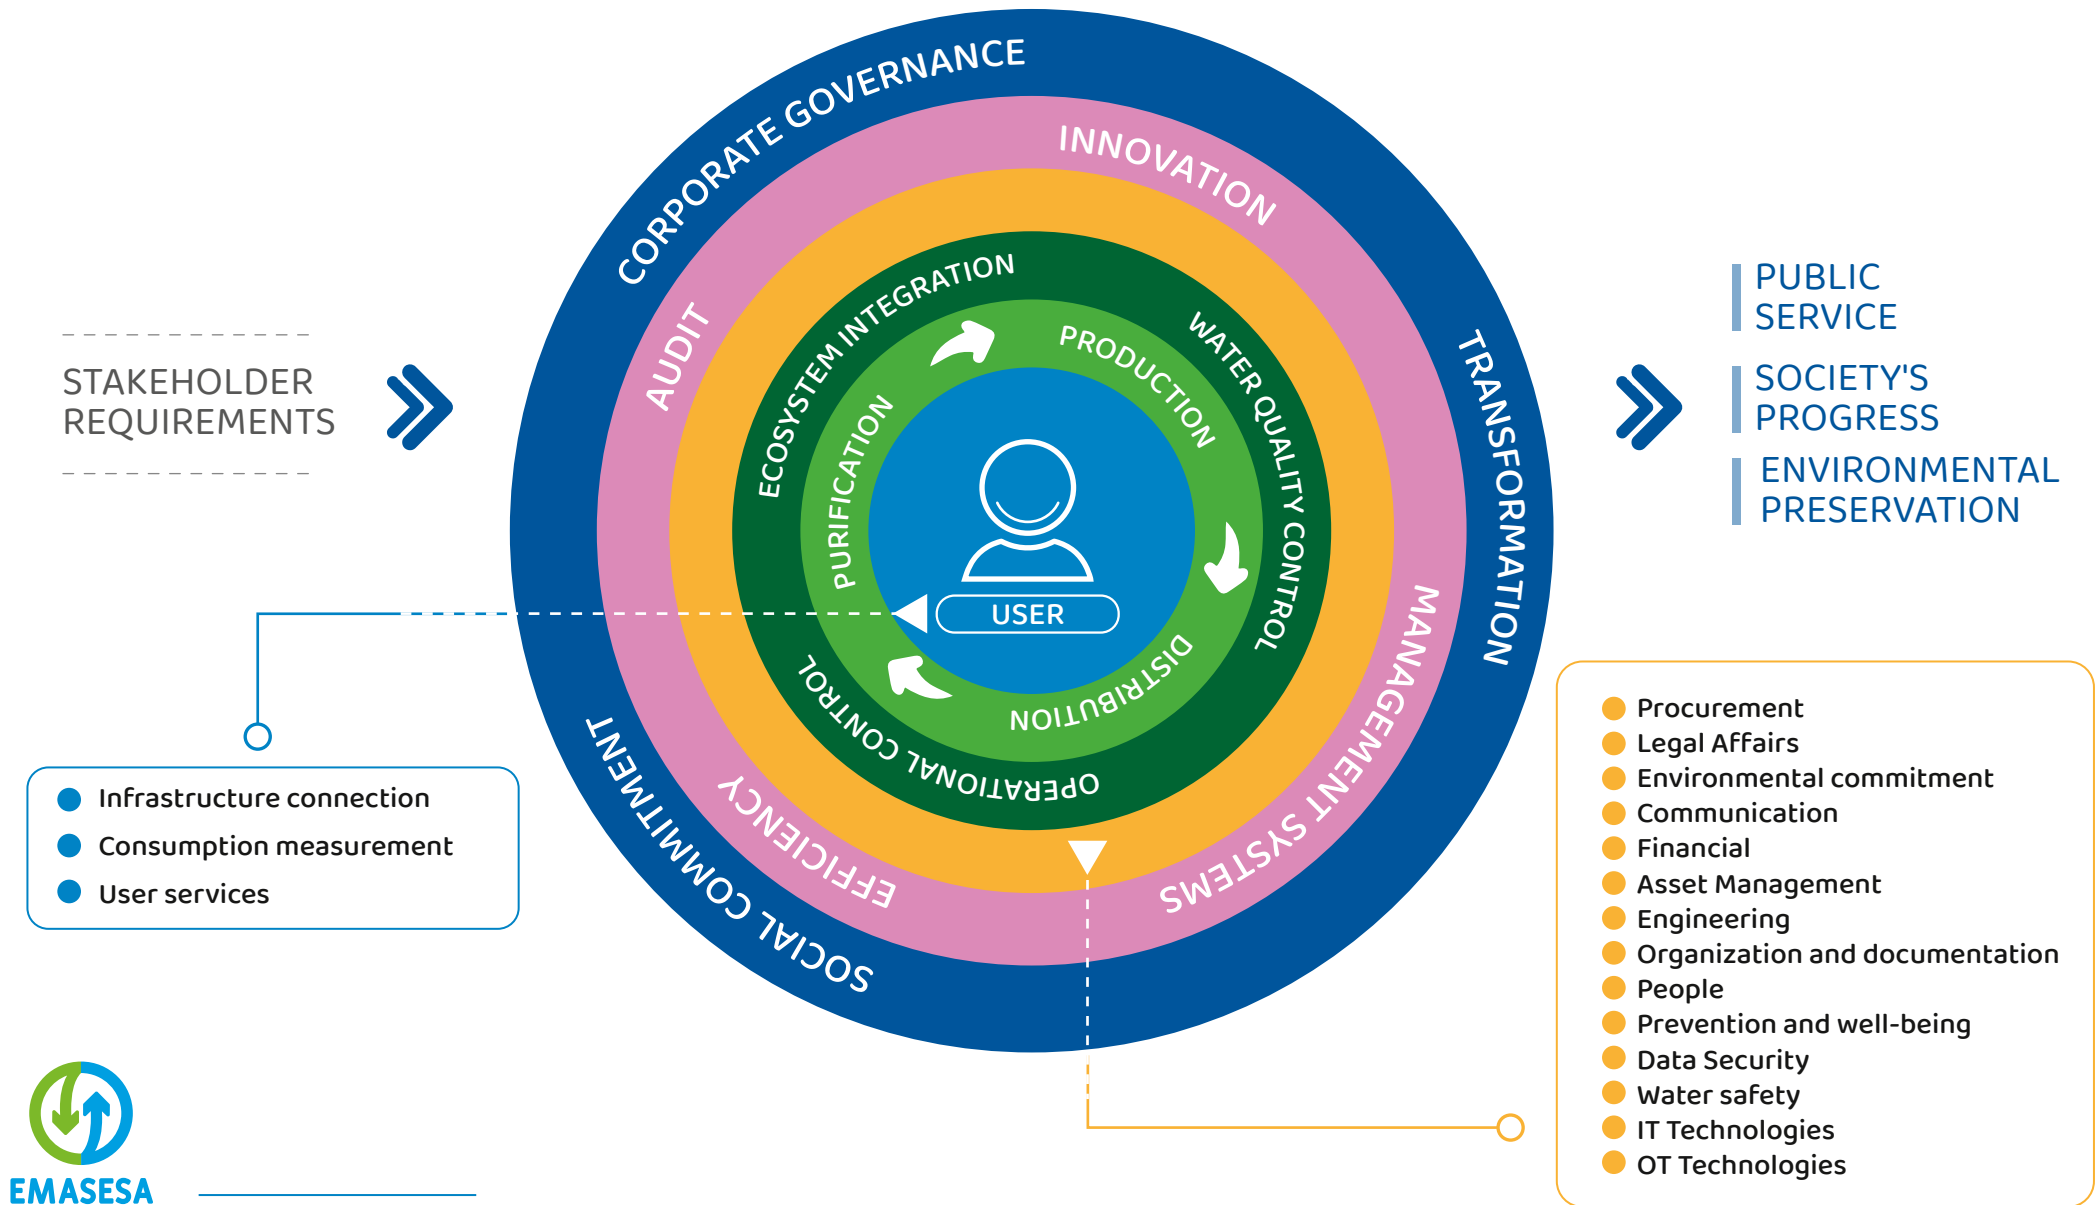 STAKEHOLDER
REQUIREMENTS
CORPORATE GOVERNANCE
TRANSFORMATION
SOCIAL COMMITMENT
INNOVATION
MANAGEMENT SYSTEMS
EFFICIENCY
AUDIT
ECOSYSTEM INTEGRATION
WATER QUALITY CONTROL
OPERATIONAL CONTROL
PRODUCTION
DISTRIBUTION
PURIFICATION
USER
PUBLIC
SERVICE
SOCIETY'S
PROGRESS
ENVIRONMENTAL
PRESERVATION
Infrastructure connection
Consumption measurement
User services
Procurement
Legal Affairs
Environmental commitment
Communication
Financial
Asset Management
Engineering
Organization and documentation
People
Prevention and well-being
Data Security
Water safety
IT Technologies
OT Technologies
EMASESA